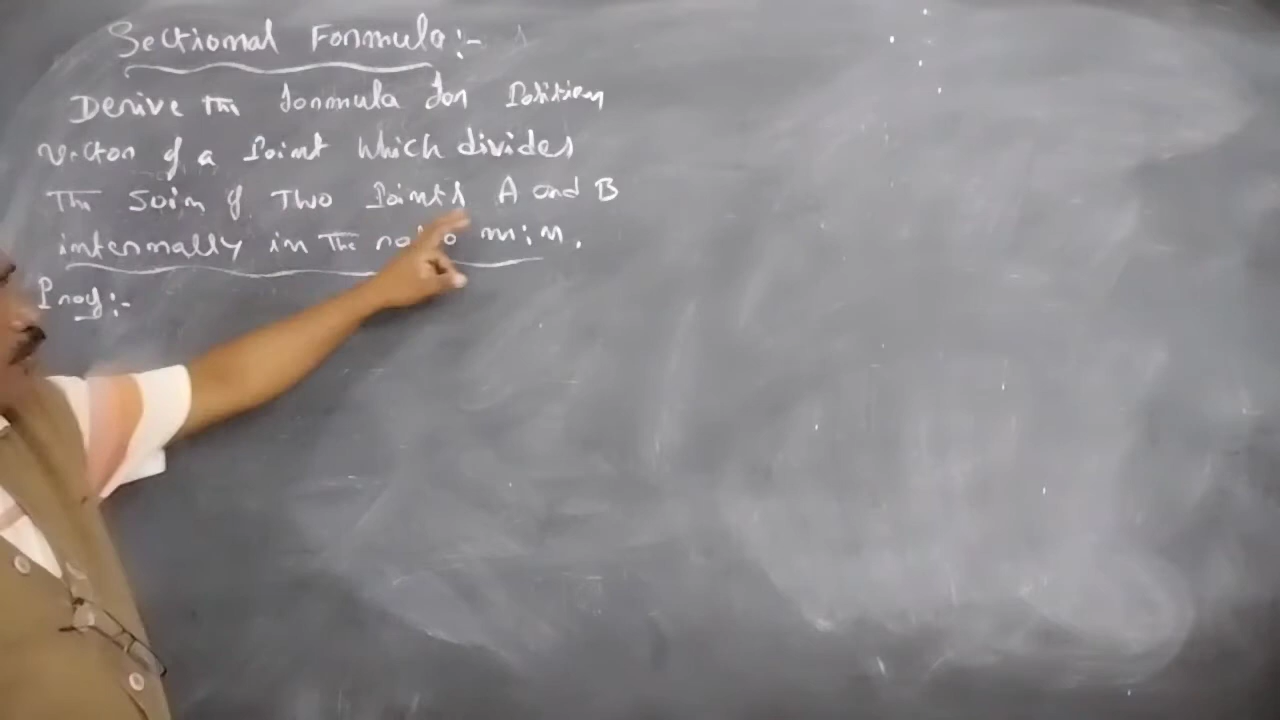 Sectional Formula:-
Derive the formula for Position
vector of a Point which divides
The Join of Two Points A and B
internally in The ratio m:n.
Proof:-